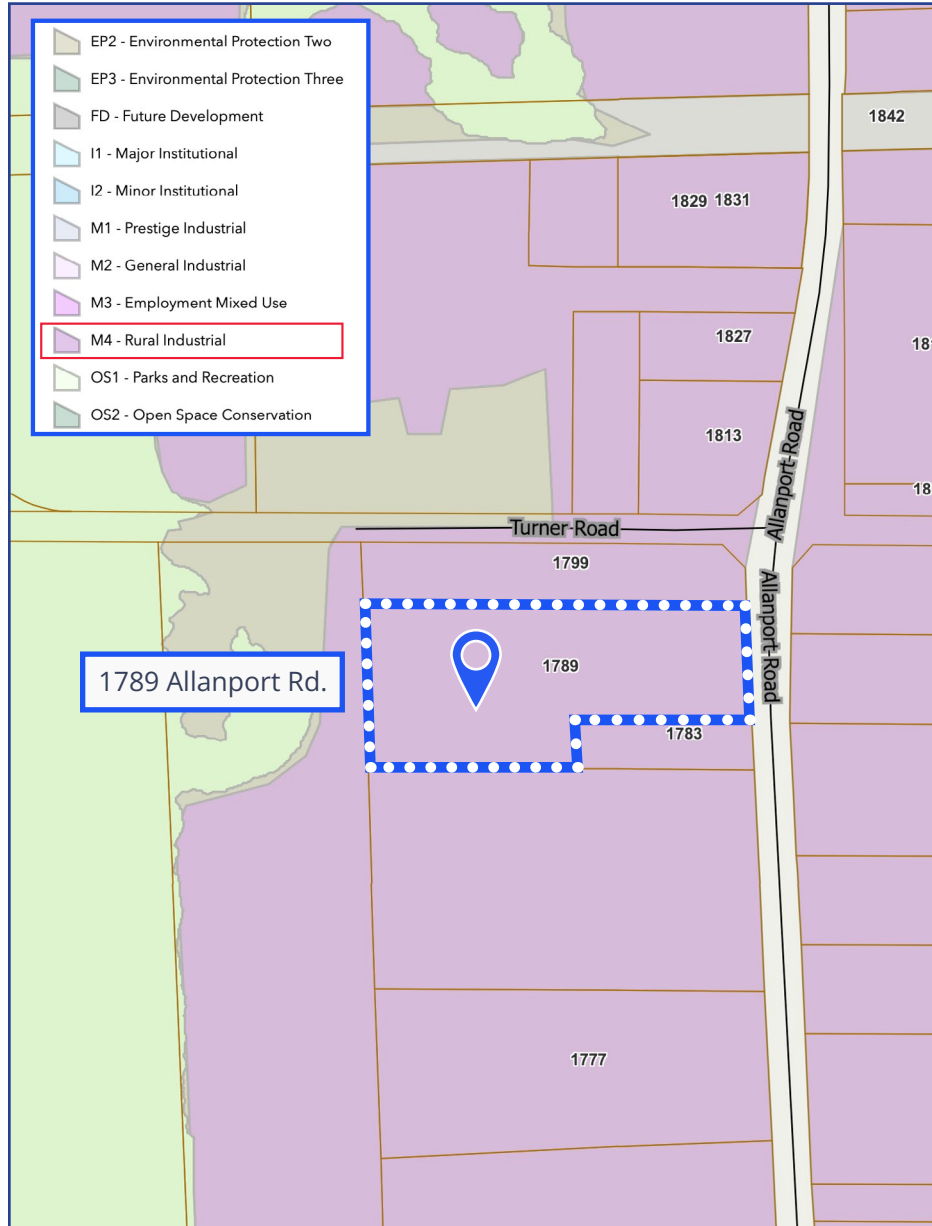 EP2 - Environmental Protection Two
EP3 - Environmental Protection Three
FD - Future Development
I1 - Major Institutional
I2 - Minor Institutional
M1 - Prestige Industrial
M2 - General Industrial
M3 - Employment Mixed Use
M4 - Rural Industrial
OS1 - Parks and Recreation
OS2 - Open Space Conservation
1842
1829 1831
1827
1813
Allanport-Road
Turner-Road
1799
Allanport-Road
1789
1789 Allanport Rd.
1783
1777